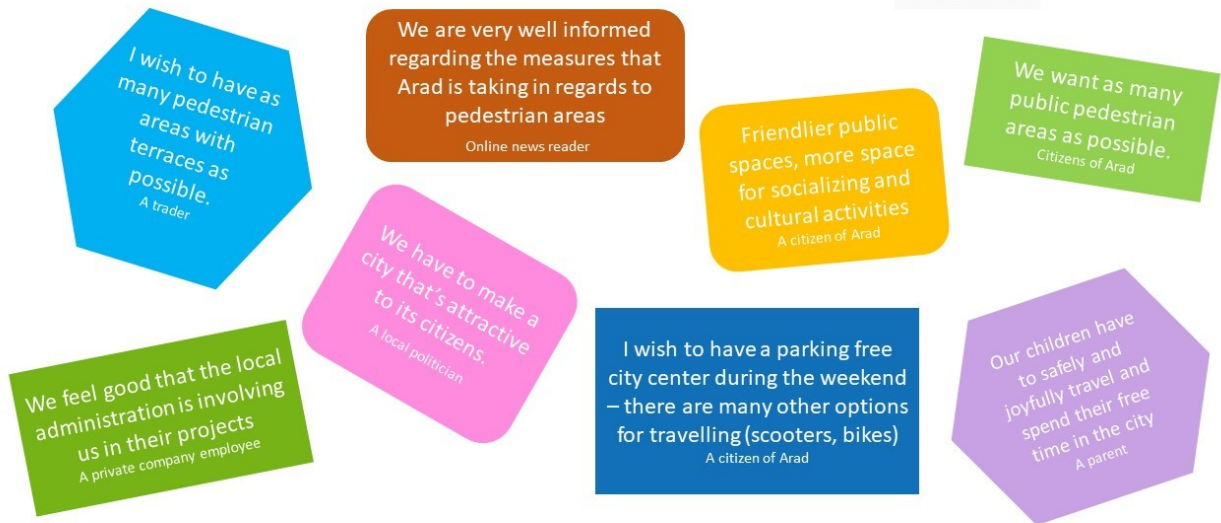 I wish to have as
many pedestrian
areas with
terraces as
possible.
A trader
We are very well informed
regarding the measures that
Arad is taking in regards to
pedestrian areas
Online news reader
Friendlier public
spaces, more space
for socializing and
cultural activities
A citizen of Arad
We want as many
public pedestrian
areas as possible.
Citizens of Arad
We feel good that the local
administration is involving
us in their projects
A private company employee
We have to make a
city that’s attractive
to its citizens.
A local politician
I wish to have a parking free
city center during the weekend
– there are many other options
for travelling (scooters, bikes)
A citizen of Arad
Our children have
to safely and
joyfully travel and
spend their free
time in the city
A parent